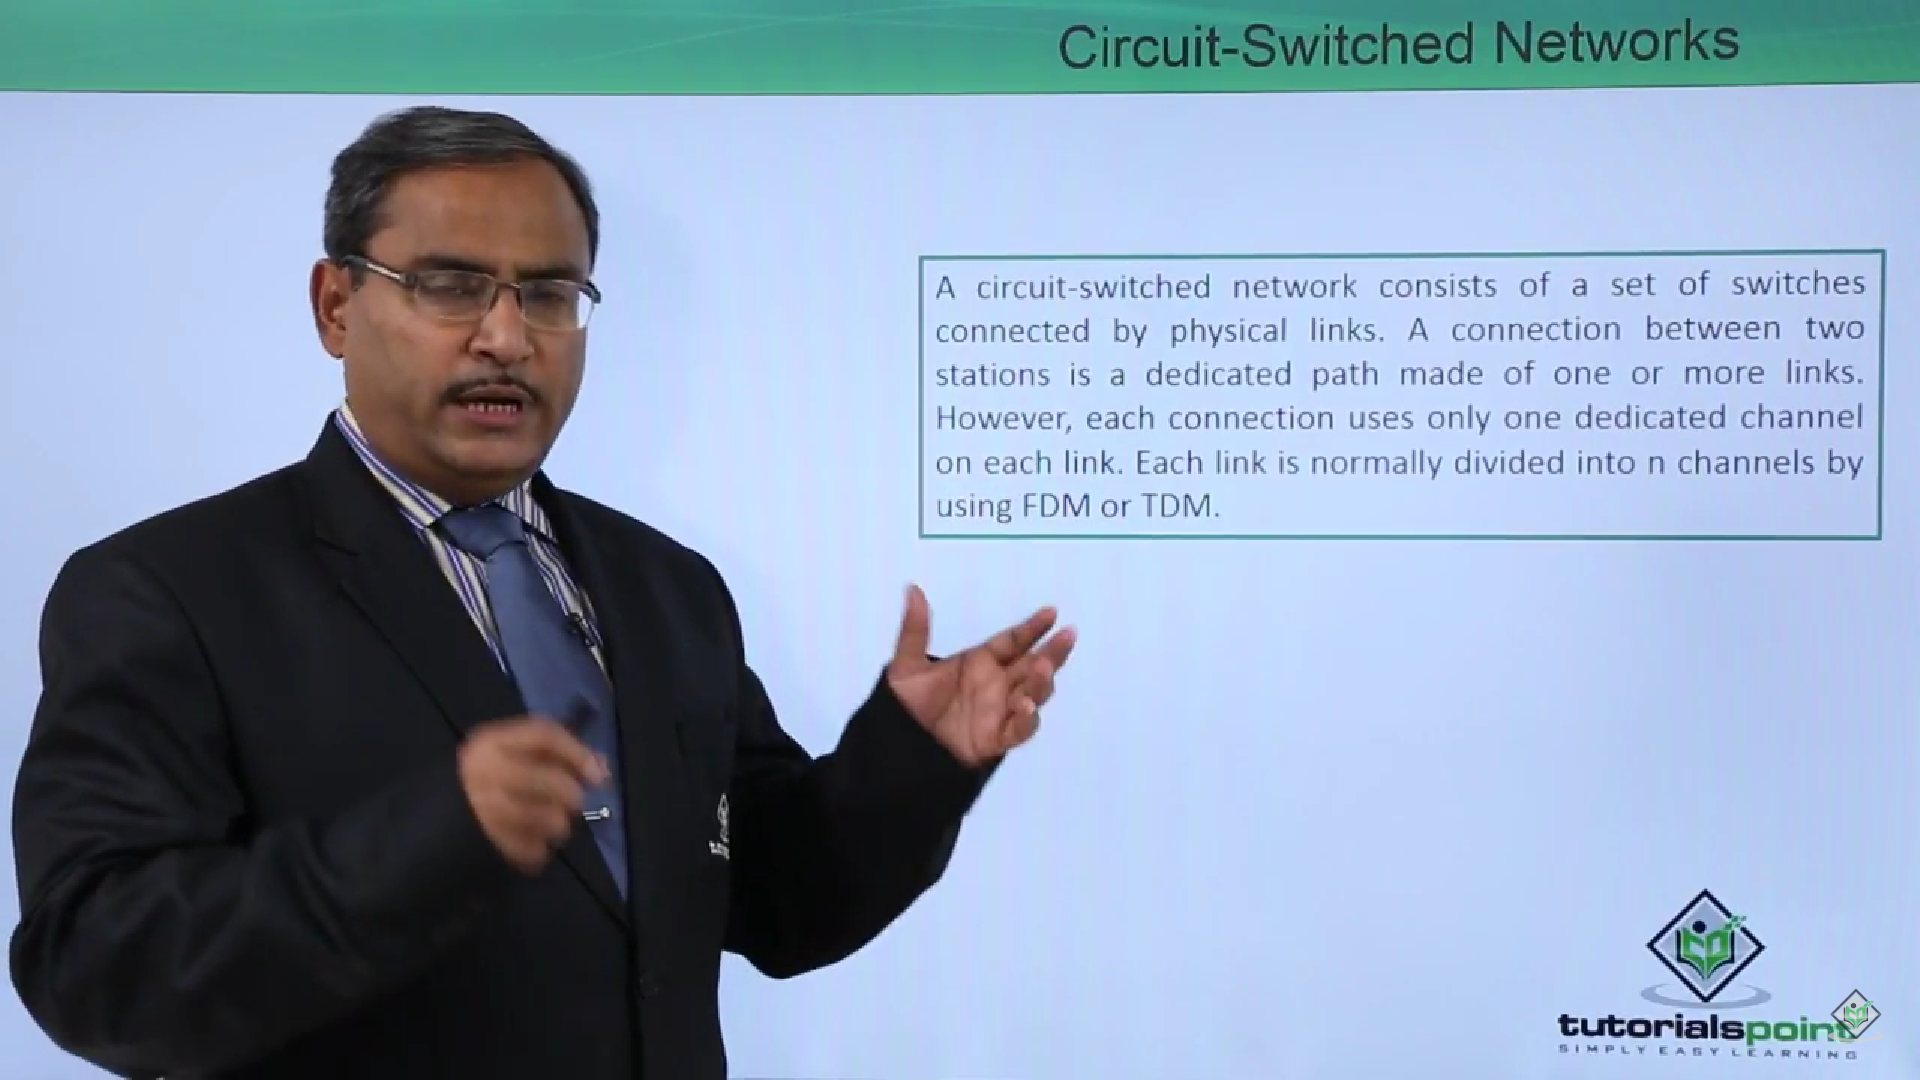 Circuit-Switched Networks
A circuit-switched network consists of a set of switches
connected by physical links. A connection between two
stations is a dedicated path made of one or more links.
However, each connection uses only one dedicated channel
on each link. Each link is normally divided into n channels by
using FDM or TDM.
tutorialspoint
SIMPLY EASY LEARNING